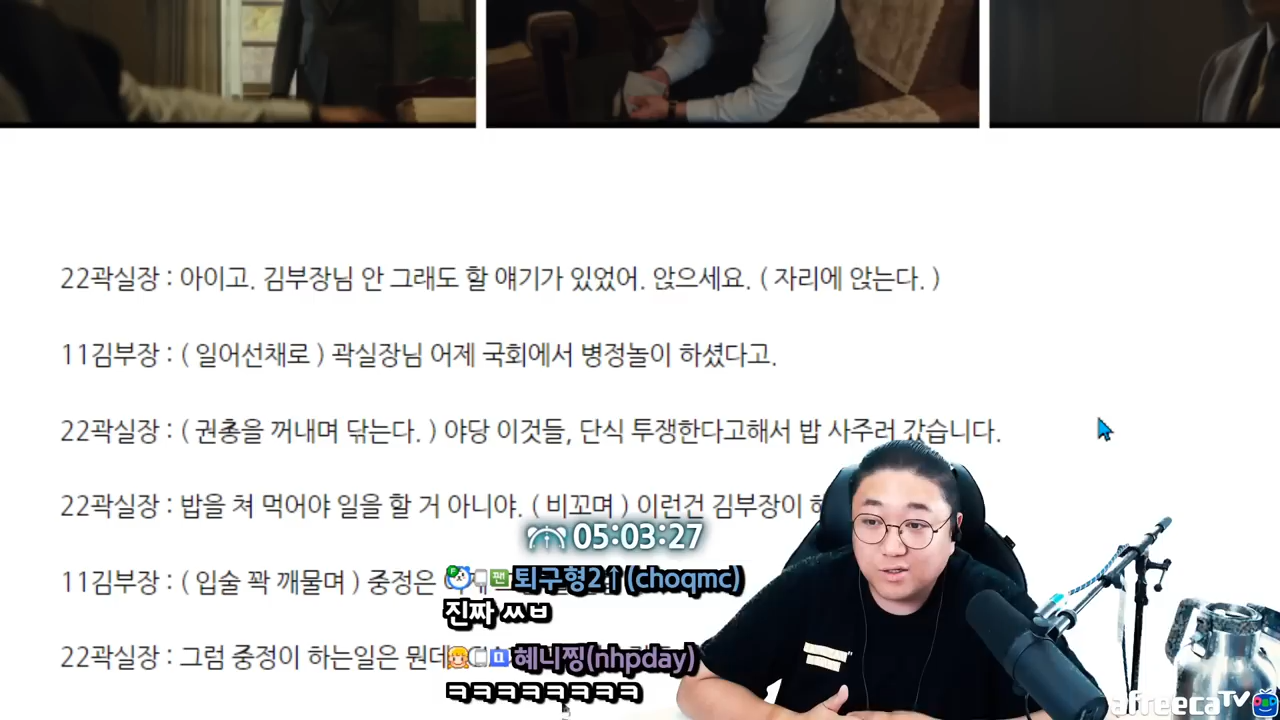 22곽실장 : 아이고. 김부장님 안 그래도 할 얘기가 있었어. 앉으세요. ( 자리에 앉는다. )
11김부장 : ( 일어선채로 ) 곽실장님 어제 국회에서 병정놀이 하셨다고.
22곽실장 : ( 권총을 꺼내며 닦는다. ) 야당 이것들, 단식 투쟁한다고해서 밥 사주러 갔습니다.
22곽실장 : 밥을 쳐 먹어야 일을 할 거 아니야. ( 비꼬며 ) 이런건 김부장이
05:03:27
11김부장 : ( 입술 꽉 깨물며 ) 중정은
퇴구형2↑(choqmc)
진짜 ㅆㅂ
22곽실장 : 그럼 중정이 하는일은 뭔데
혜니찡(nhpday)
ㅋㅋㅋㅋㅋㅋㅋㅋ
afreecaTV